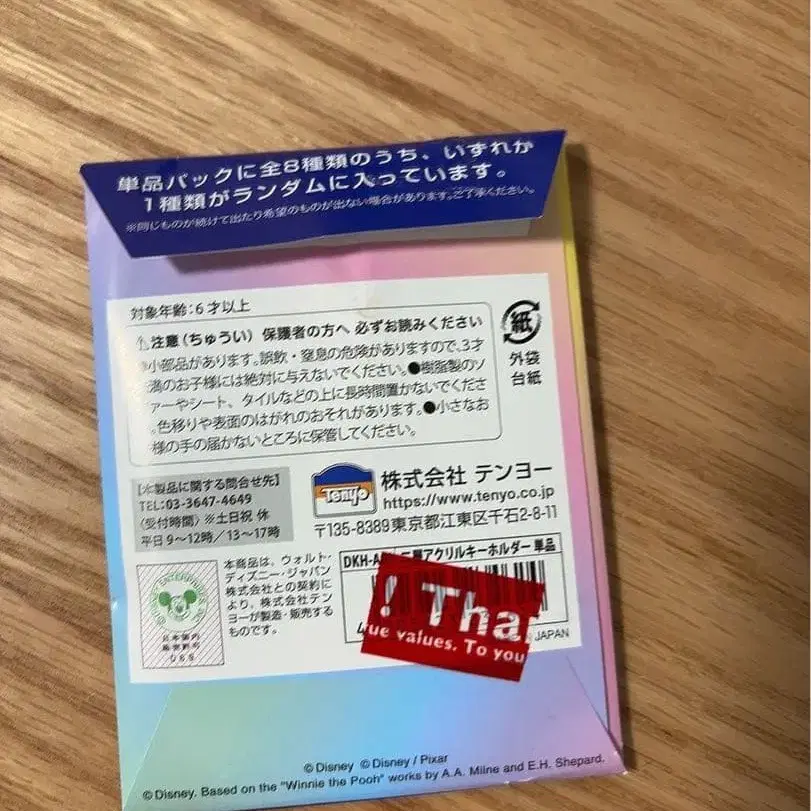 単品パックに全8種類のうち、いずれか
1種類がランダムに入っています。
※同じものが続けて出たり希望のものが出ない場合があります。ご了承ください。
対象年齢:6才以上
⚠注意(ちゅうい) 保護者の方へ 必ずお読みください
小部品があります。誤飲・窒息の危険がありますので、3才
満のお子様には絶対に与えないでください。●樹脂製のソ
ァーやシート、タイルなどの上に長時間置かないでくださ
。色移りや表面のはがれのおそれがあります。●小さなお
様の手の届かないところに保管してください。
紙
外袋
台紙
【本製品に関する問合せ先】
TEL:03-3647-4649
〈受付時間〉※土日祝 休
平日9~12時/13~17時
Tenyo
株式会社 テンヨー
https://www.tenyo.co.jp
〒135-8389東京都江東区千石2-8-11
本商品は、ウォルト・
ディズニー・ジャパン
株式会社との契約に
より、株式会社テン
ヨーが製造・販売する
ものです。
日本国内
販売許可
DKH-A
アクリルキーホルダー 単品
! Tha
rue values. To you
JAPAN
© Disney © Disney / Pixar
© Disney. Based on the "Winnie the Pooh" works by A.A. Milne and E.H. Shepard.